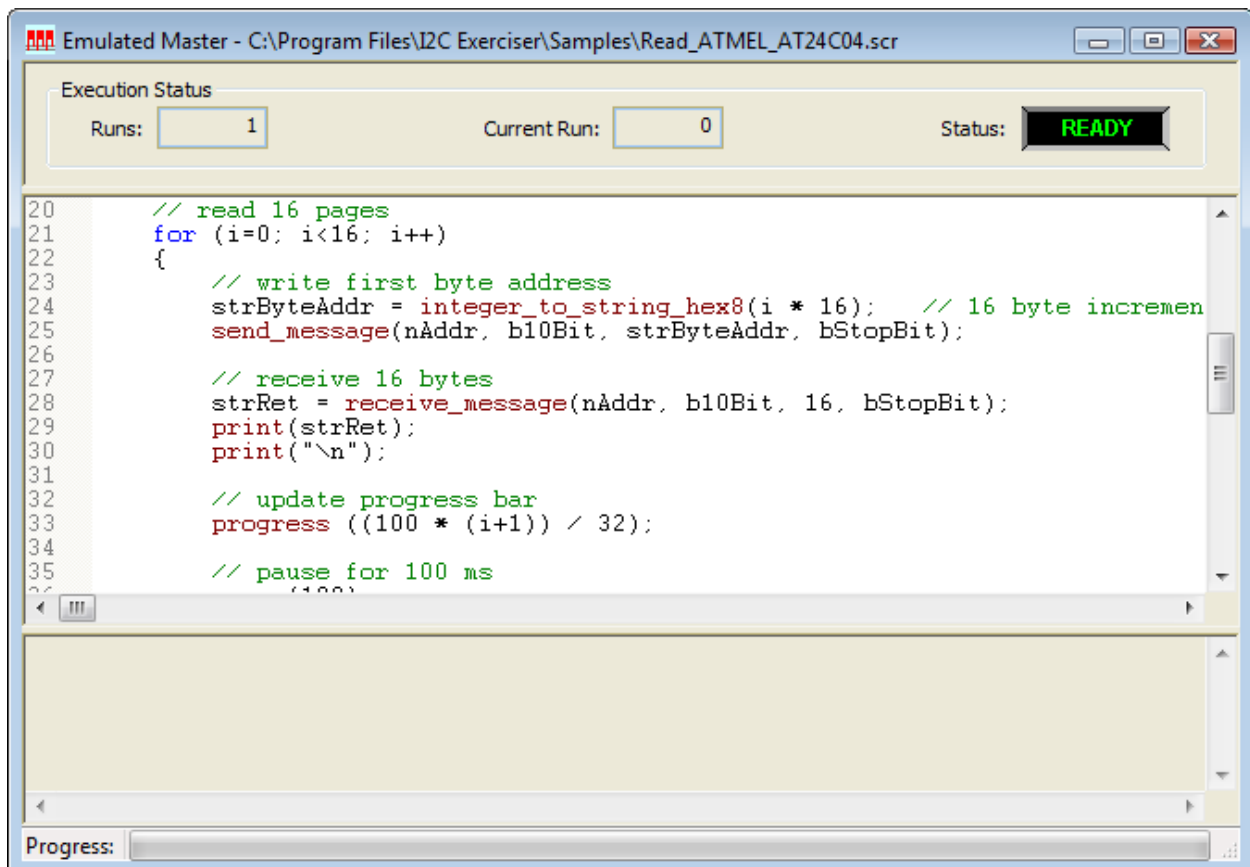 Emulated Master - C:\Program Files\I2C Exerciser\Samples\Read_ATMEL_AT24C04.scr
Execution Status
Runs: 1 Current Run: 0 Status: READY
20 // read 16 pages
21 for (i=0; i<16; i++)
22 {
23 // write first byte address
24 strByteAddr = integer_to_string_hex8(i * 16); // 16 byte incremen
25 send_message(nAddr, b10Bit, strByteAddr, bStopBit);
26
27 // receive 16 bytes
28 strRet = receive_message(nAddr, b10Bit, 16, bStopBit);
29 print(strRet);
30 print("\n");
31
32 // update progress bar
33 progress ((100 * (i+1)) / 32);
34
35 // pause for 100 ms
Progress: